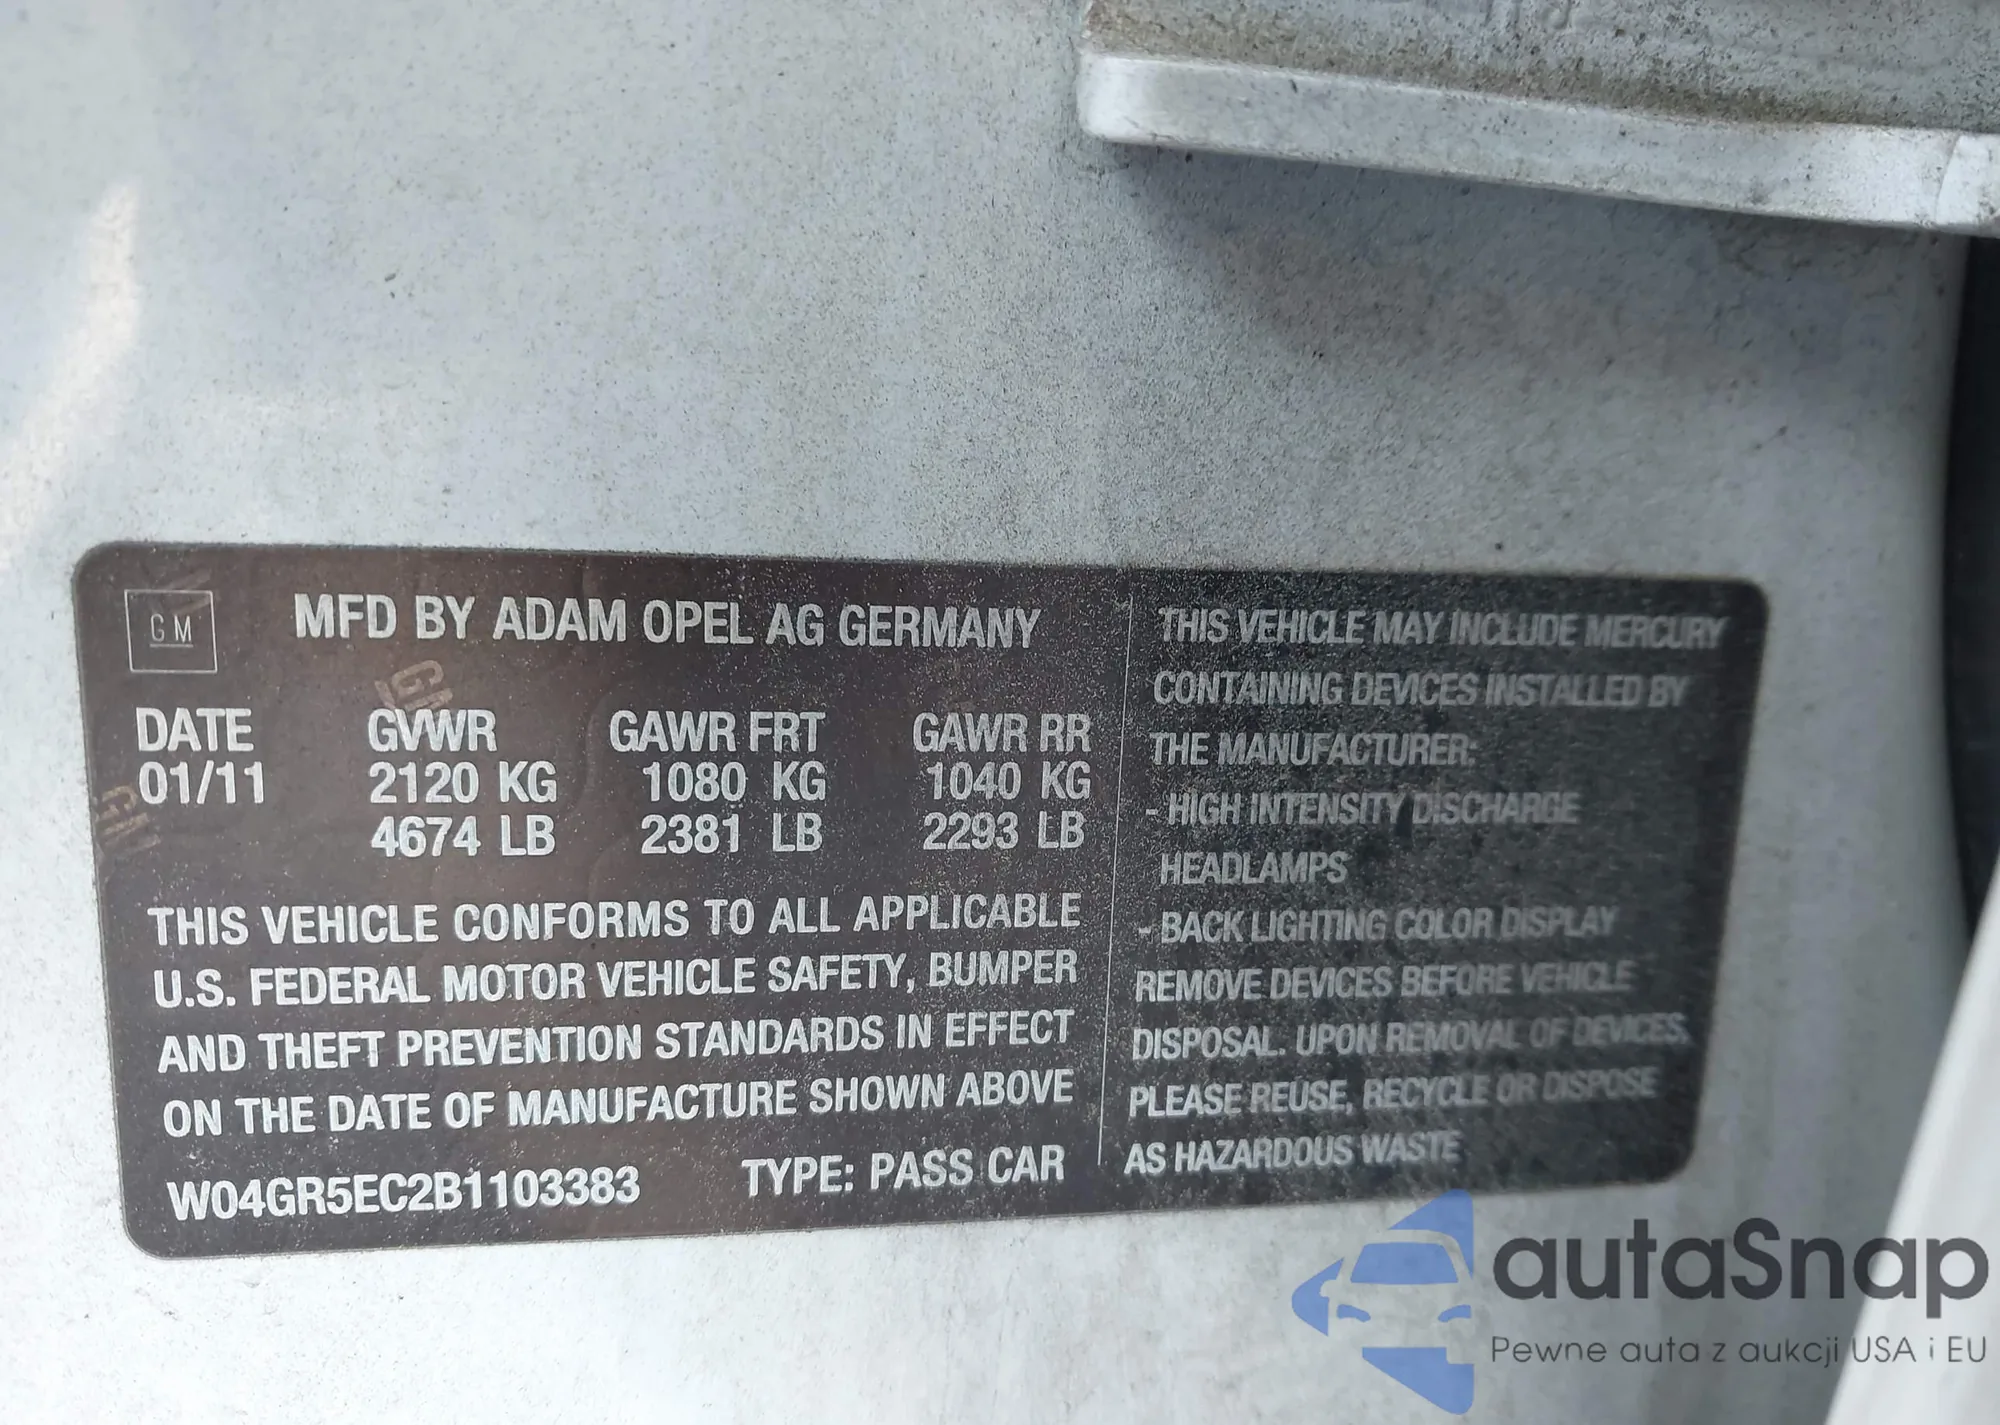 GM
MFD BY ADAM OPEL AG GERMANY
DATE GVWR GAWR FRT GAWR RR
01/11 2120 KG 1080 KG 1040 KG
4674 LB 2381 LB 2293 LB
THIS VEHICLE CONFORMS TO ALL APPLICABLE
U.S. FEDERAL MOTOR VEHICLE SAFETY, BUMPER
AND THEFT PREVENTION STANDARDS IN EFFECT
ON THE DATE OF MANUFACTURE SHOWN ABOVE
W04GR5EC2B1103383 TYPE: PASS CAR
THIS VEHICLE MAY INCLUDE MERCURY
CONTAINING DEVICES INSTALLED BY
THE MANUFACTURER:
- HIGH INTENSITY DISCHARGE
HEADLAMPS
- BACK LIGHTING COLOR DISPLAY
REMOVE DEVICES BEFORE VEHICLE
DISPOSAL. UPON REMOVAL OF DEVICES,
PLEASE REUSE, RECYCLE OR DISPOSE
AS HAZARDOUS WASTE
autaSnap
Pewne auta z aukcji USA i EU